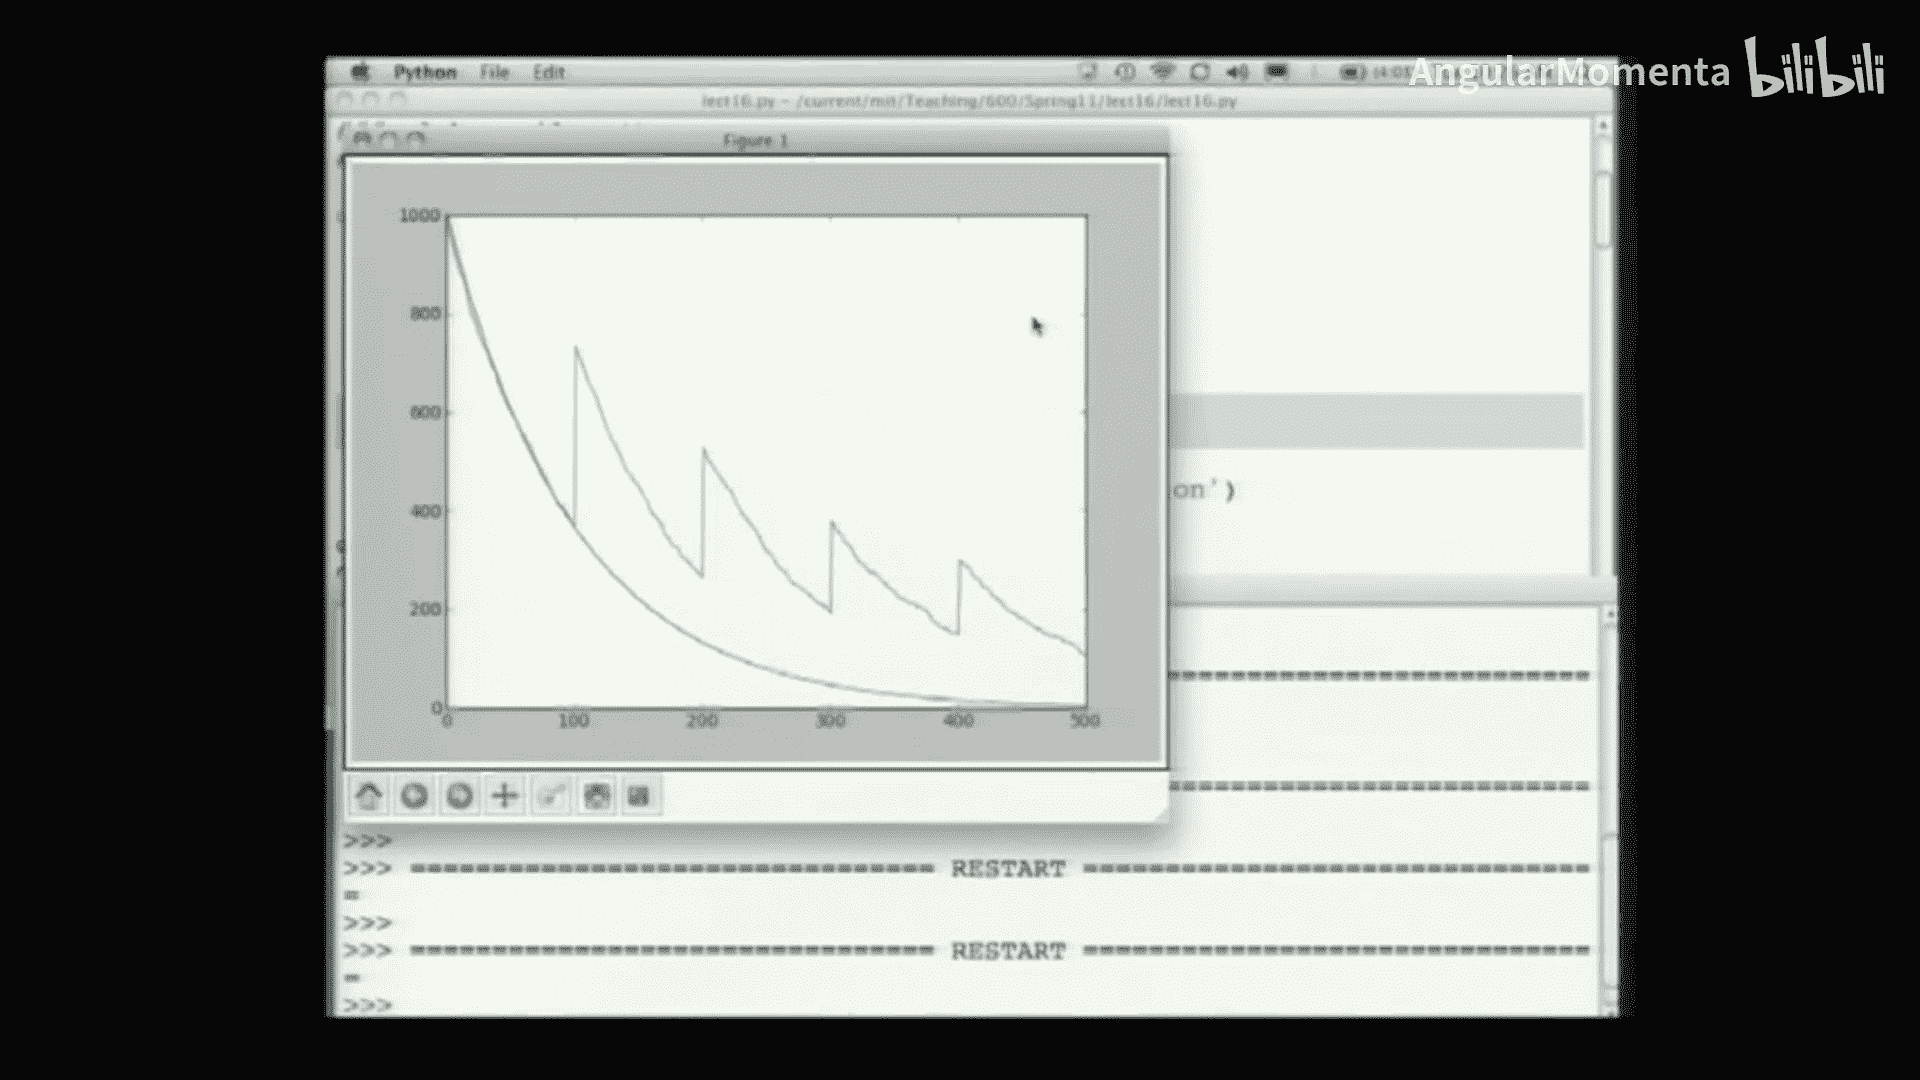 AngularMomenta bilibili
Python File Edit
lect16.py - /current/mit/Teaching/600/Spring11/lect16/lect16.py
Figure 1
1000
800
600
400
200
0
0 100 200 300 400 500
on')
>>>
>>> ================================ RESTART ================================
=
>>>
>>> ================================ RESTART ================================
=
>>>